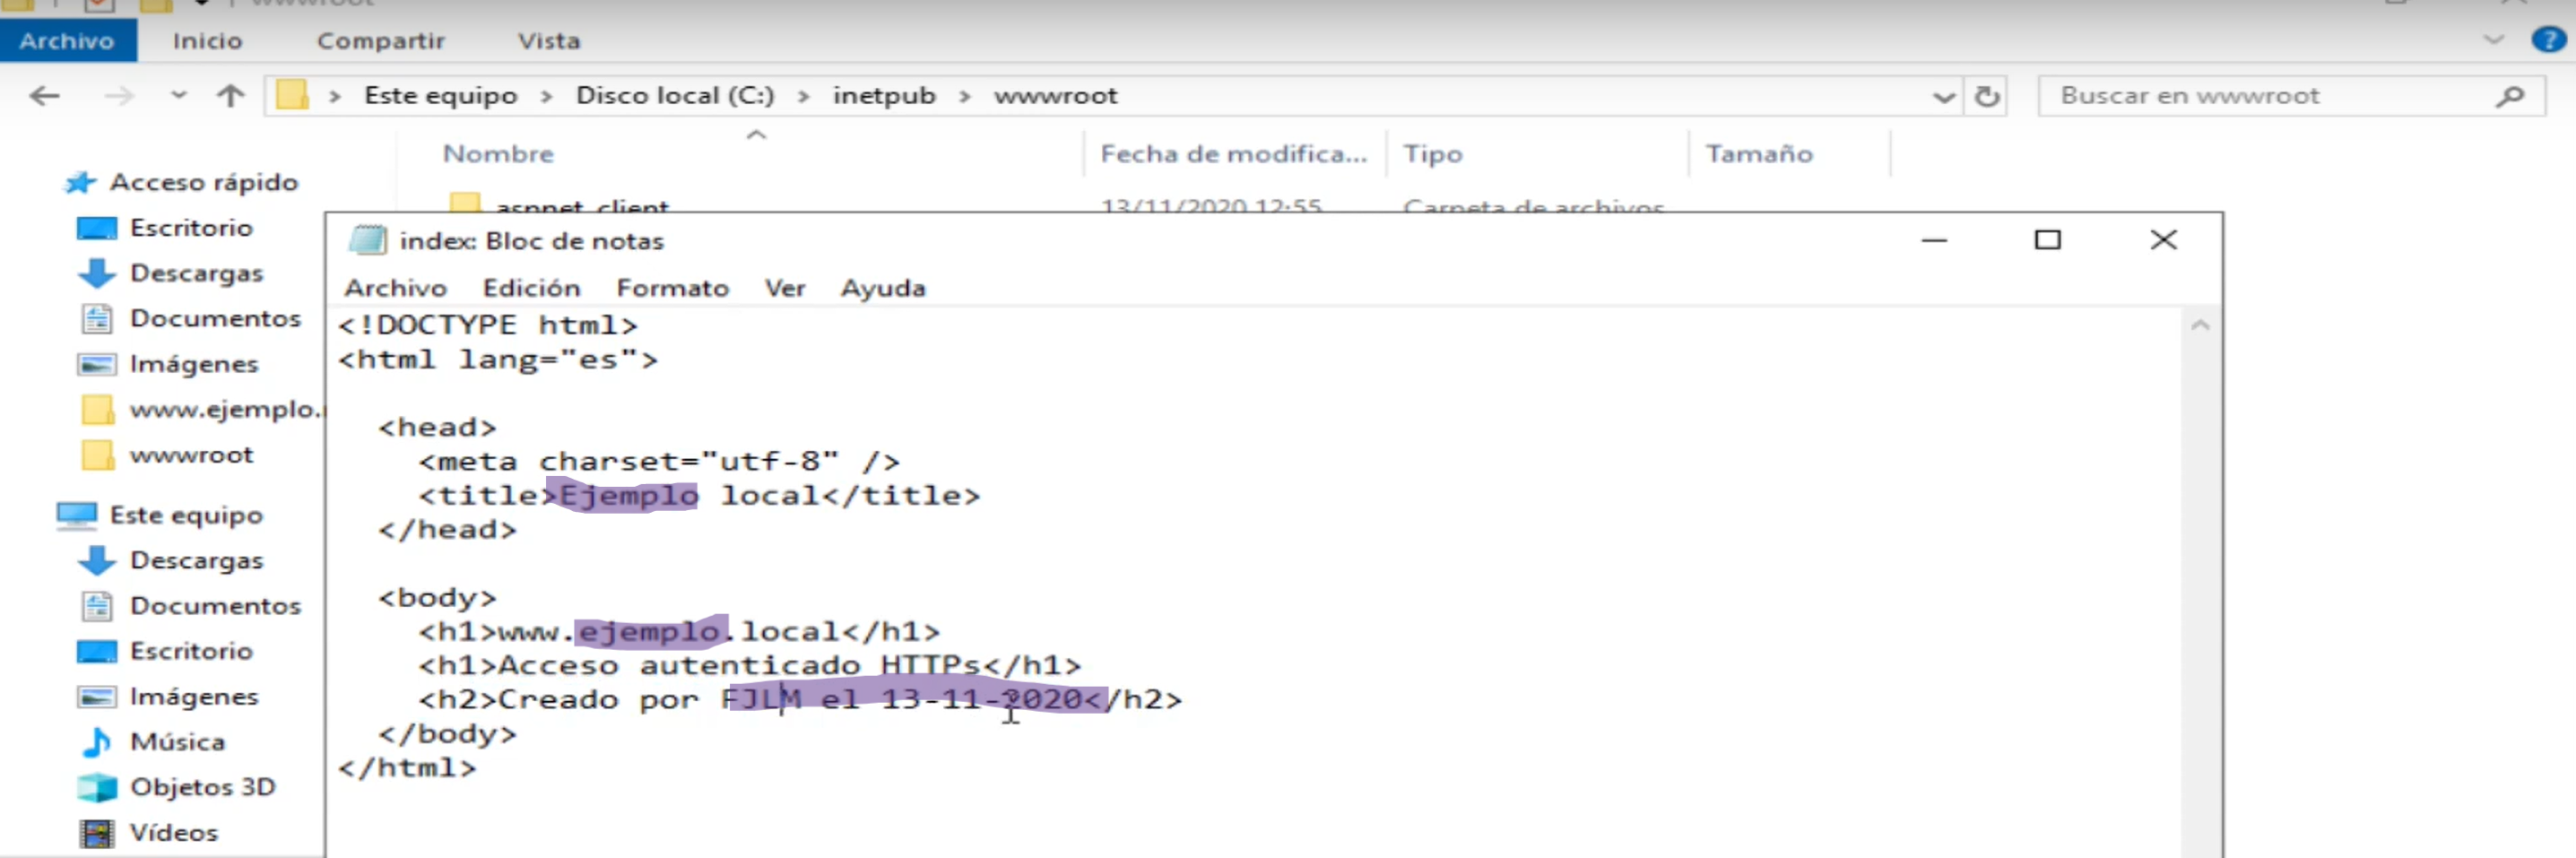 wwwroot
Archivo Inicio Compartir Vista
Este equipo > Disco local (C:) > inetpub > wwwroot
Buscar en wwwroot
Nombre Fecha de modifica... Tipo Tamaño
aspnet_client 13/11/2020 12:55 Carpeta de archivos
Acceso rápido
Escritorio
Descargas
Documentos
Imágenes
www.ejemplo.
wwwroot
Este equipo
Descargas
Documentos
Escritorio
Imágenes
Música
Objetos 3D
Vídeos
index: Bloc de notas
Archivo Edición Formato Ver Ayuda
<!DOCTYPE html>
<html lang="es">
<head>
<meta charset="utf-8" />
<title>Ejemplo local</title>
</head>
<body>
<h1>www.ejemplo.local</h1>
<h1>Acceso autenticado HTTPs</h1>
<h2>Creado por FJLM el 13-11-2020</h2>
</body>
</html>